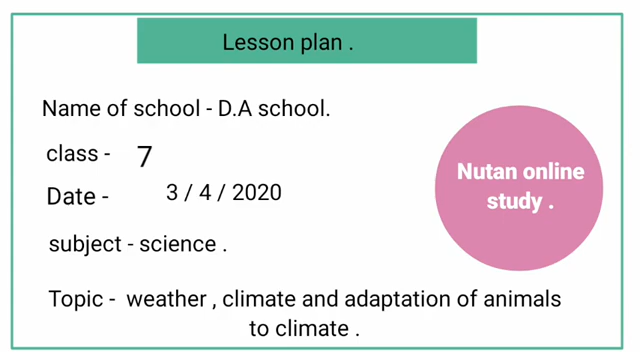 Lesson plan .
Name of school - D.A school.
class - 7
Date - 3 / 4 / 2020
Nutan online
study .
subject - science .
Topic - weather , climate and adaptation of animals
to climate .